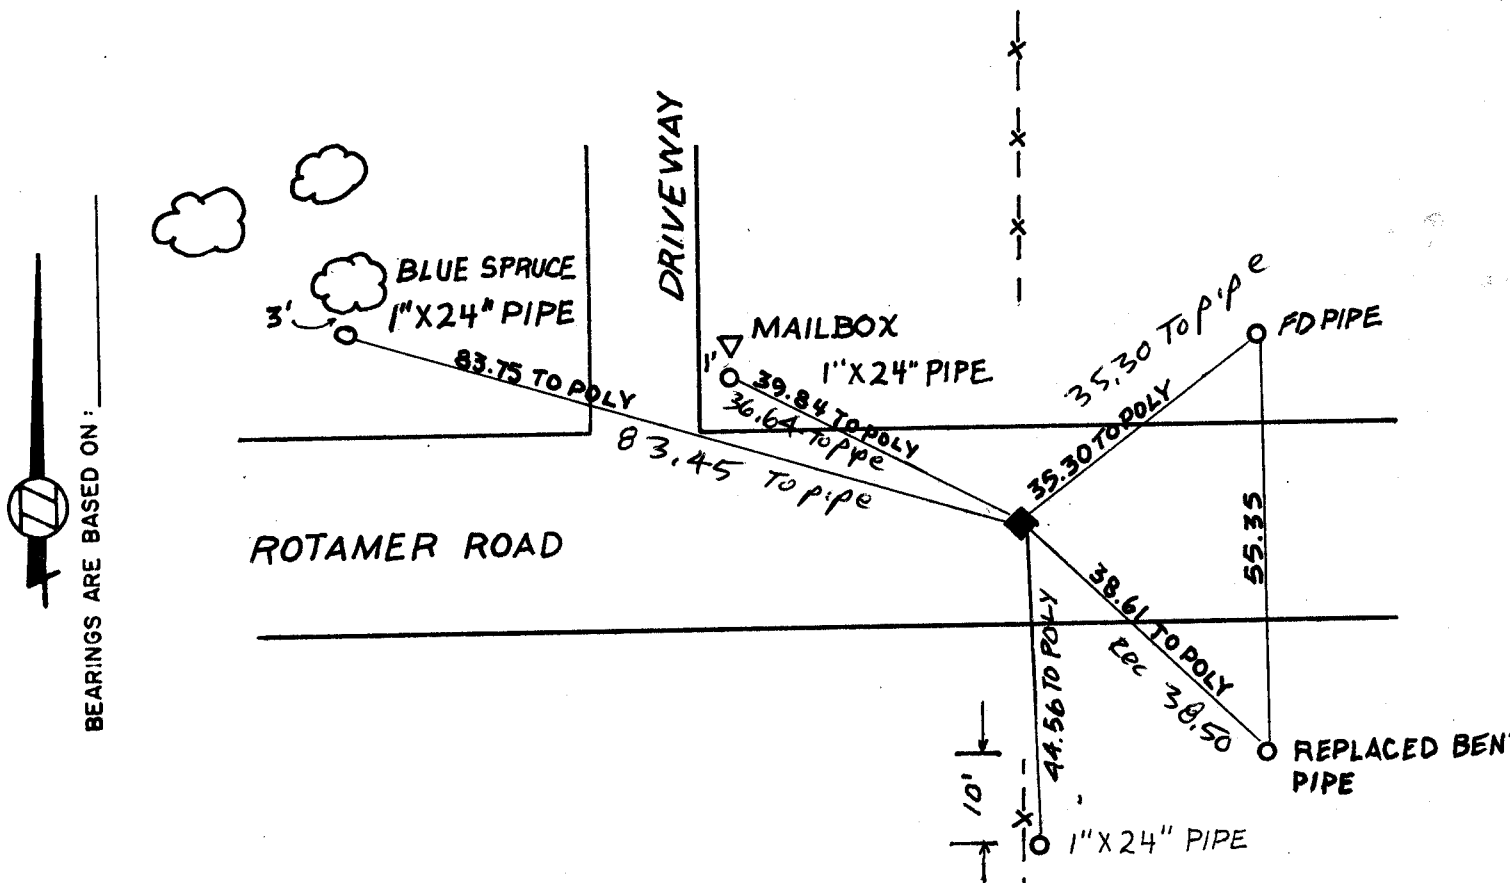 DRIVEWAY
BLUE SPRUCE
1"X24" PIPE
3'
83.75 TO POLY
83.45 To pipe
MAILBOX
1'
1"X24" PIPE
39.84 TO POLY
36.64 To pipe
35.30 To pipe
35.30 TO POLY
FD PIPE
55.35
BEARINGS ARE BASED ON:
ROTAMER ROAD
38.61 TO POLY
Rec 38.50
44.56 TO POLY
10'
REPLACED BEN
PIPE
1"X24" PIPE